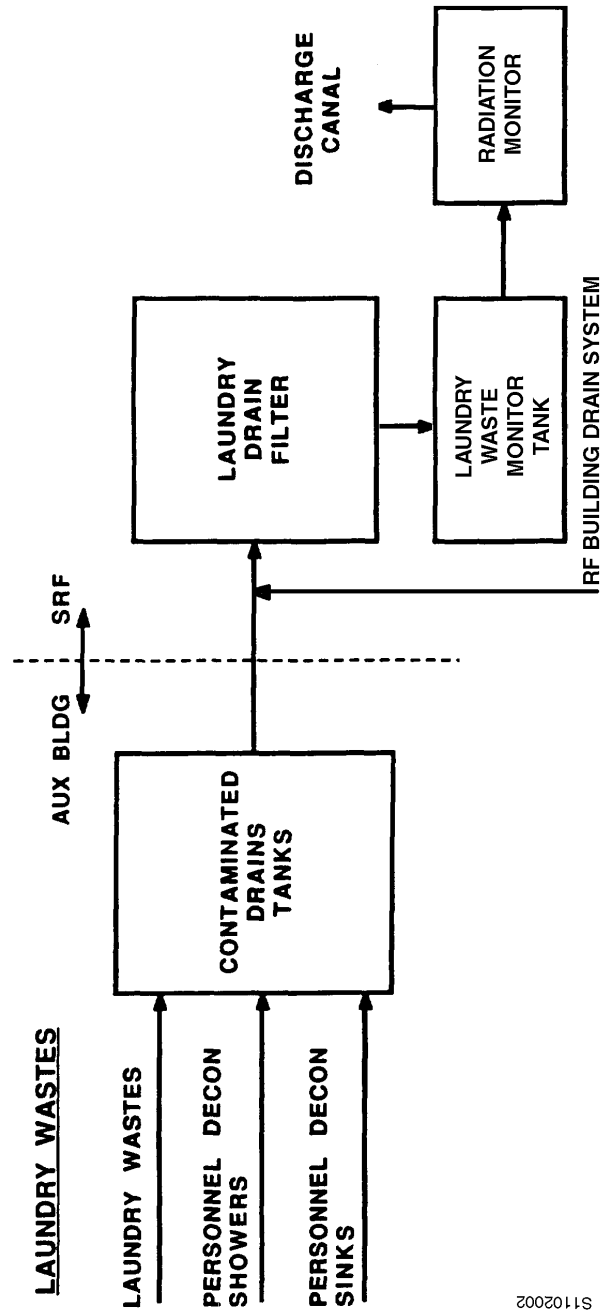 LAUNDRY WASTES
LAUNDRY WASTES
PERSONNEL DECON
SHOWERS
PERSONNEL DECON
SINKS
CONTAMINATED
DRAINS
TANKS
AUX BLDG
SRF
LAUNDRY
DRAIN
FILTER
LAUNDRY
WASTE
MONITOR
TANK
RF BUILDING DRAIN SYSTEM
DISCHARGE
CANAL
RADIATION
MONITOR
S1102002